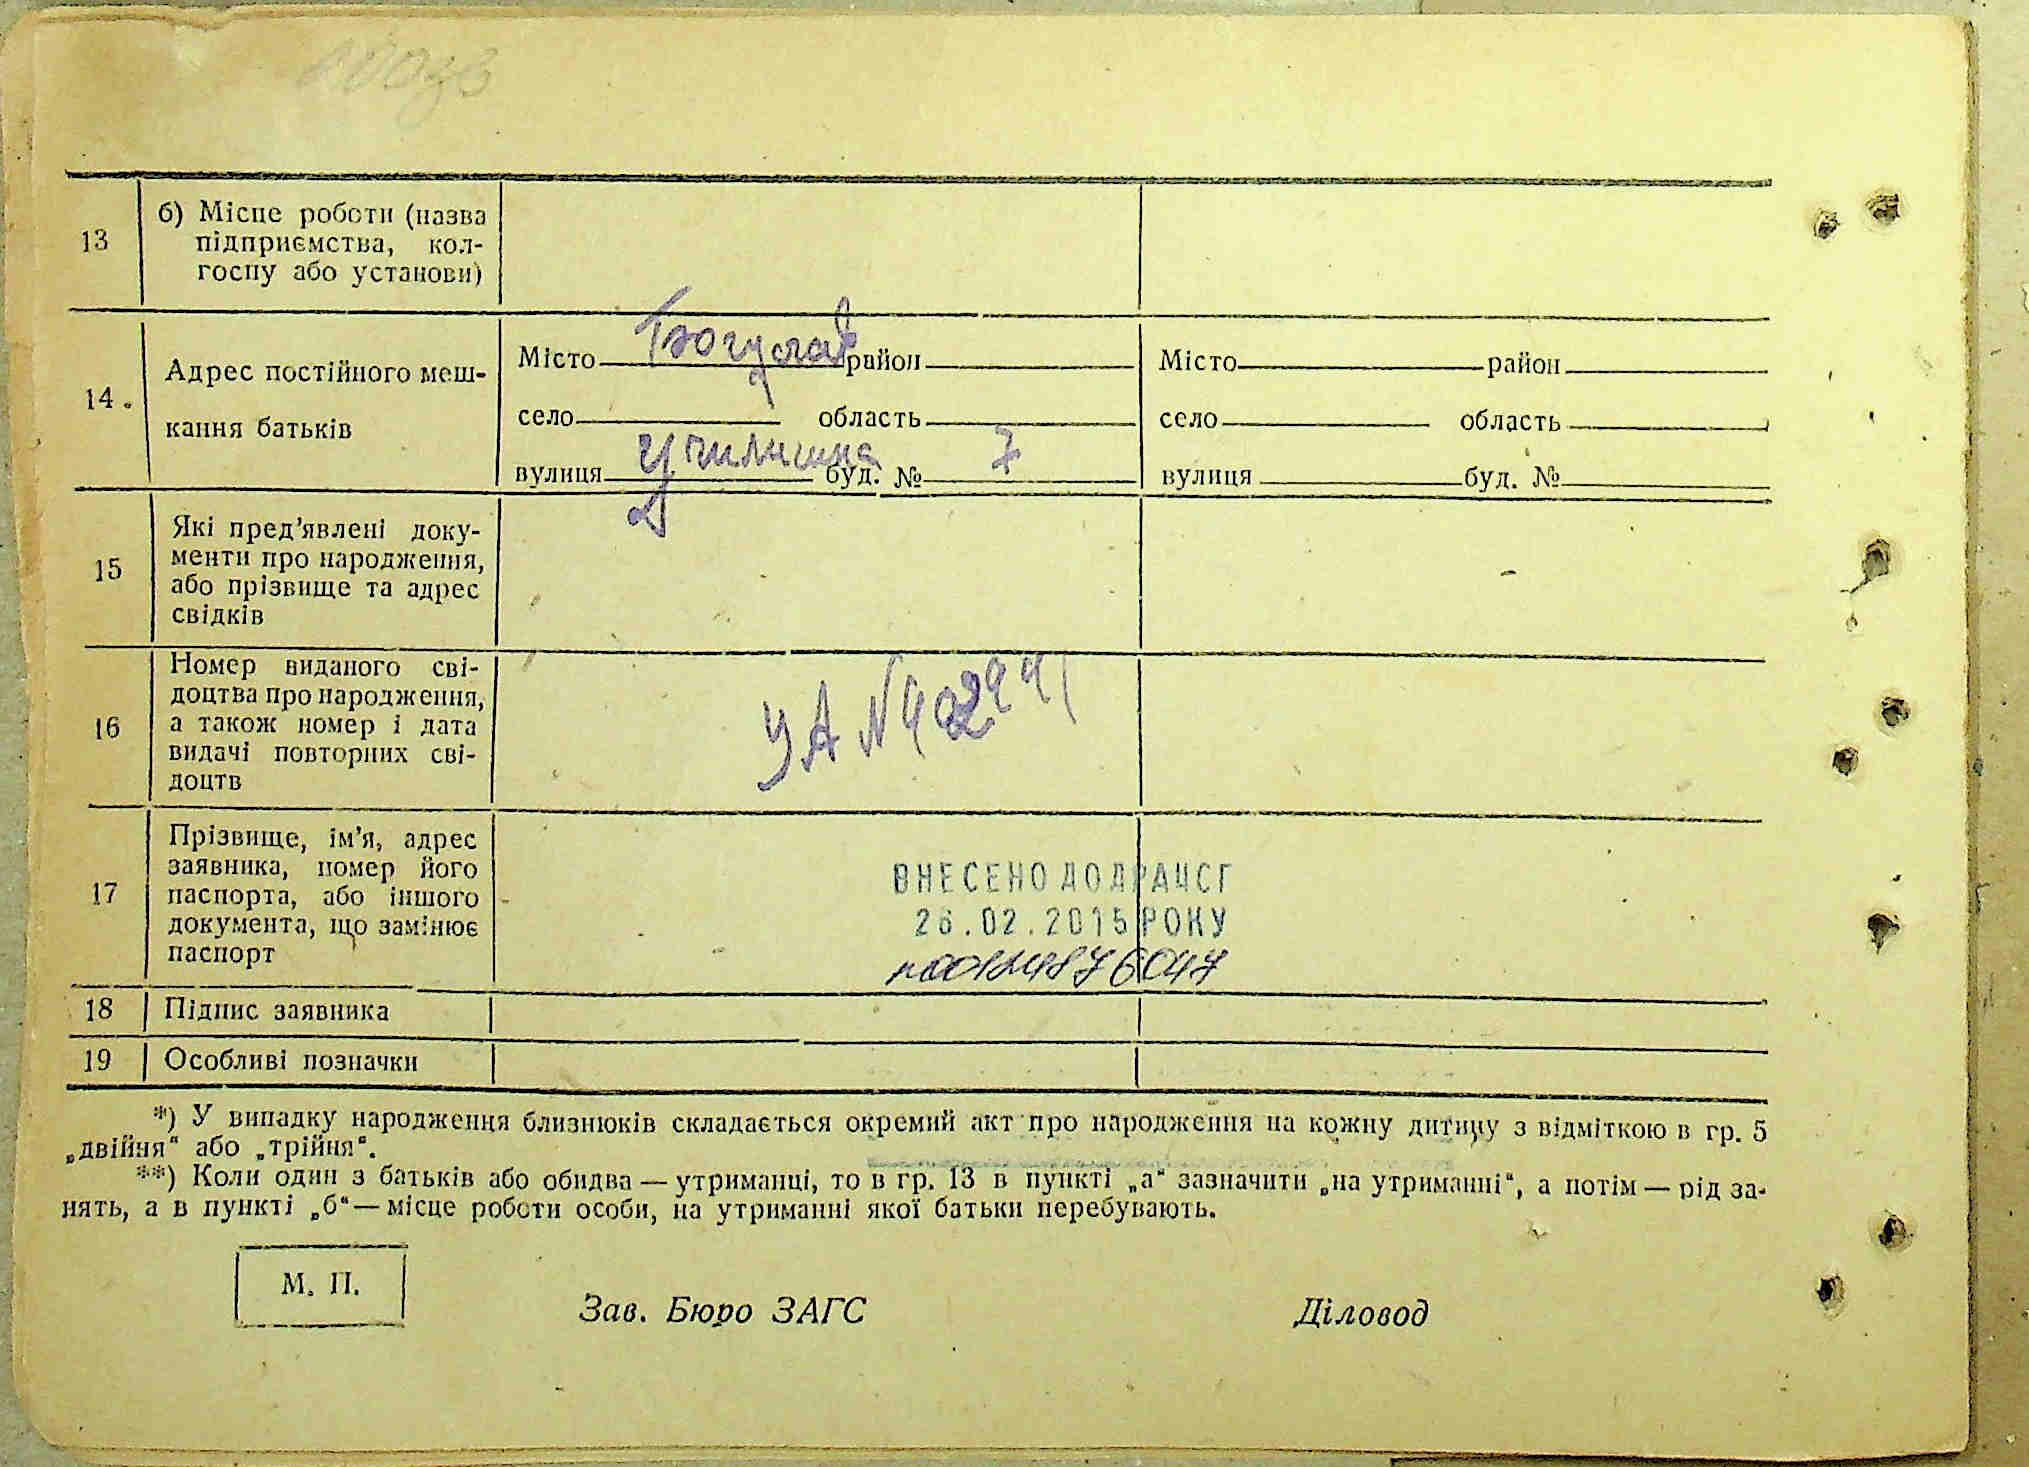 13
б) Місце роботи (назва
підприємства, кол-
госпу або установи)
14.
Адрес постійного меш-
кання батьків
Місто Богуслав район
Місто район
село область
село область
вулиця буд. № 7
вулиця буд. №
15
Які пред’явлені доку-
менти про народження,
або прізвище та адрес
свідків
16
Номер виданого сві-
доцтва про народження,
а також номер і дата
видачі повторних сві-
доцтв
УА №
17
Прізвище, ім’я, адрес
заявника, номер його
паспорта, або іншого
документа, що замінює
паспорт
ВНЕСЕНО ДО ДРАЦСГ
26.02.2015 РОКУ
18 Підпис заявника
19 Особливі позначки
*) У випадку народження близнюків складається окремий акт про народження на кожну дитину з відміткою в гр. 5
„двійня“ або „трійня“.
**) Коли один з батьків або обидва — утриманці, то в гр. 13 в пункті „а“ зазначити „на утриманні“, а потім — рід за-
нять, а в пункті „б“ — місце роботи особи, на утриманні якої батьки перебувають.
М. П.
Зав. Бюро ЗАГС
Діловод